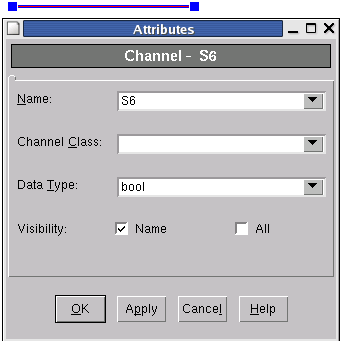 Attributes
Channel - S6
Name: S6
Channel Class:
Data Type: bool
Visibility: Name All
OK Apply Cancel Help